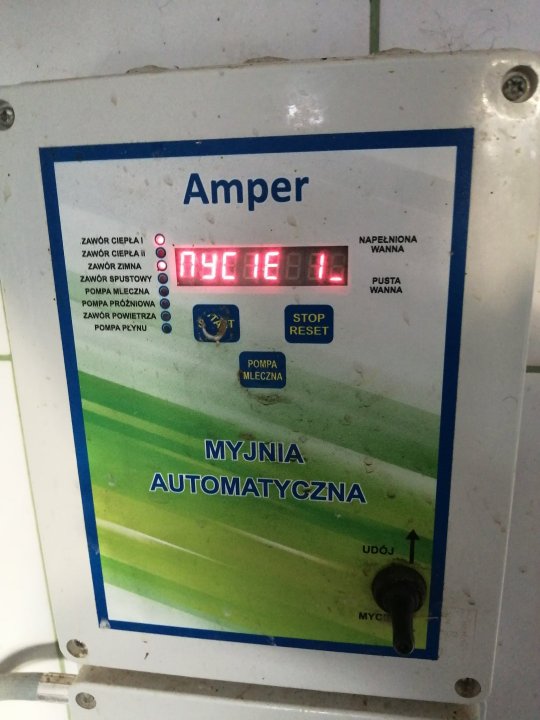 Amper
ZAWÓR CIEPŁA I
ZAWÓR CIEPŁA ii
ZAWÓR ZIMNA
ZAWÓR SPUSTOWY
POMPA MLECZNA
POMPA PRÓŻNIOWA
ZAWÓR POWIETRZA
POMPA PŁYNU
MYCIE 1_
NAPEŁNIONA
WANNA
PUSTA
WANNA
STOP
RESET
POMPA
MLECZNA
MYJNIA
AUTOMATYCZNA
UDÓJ